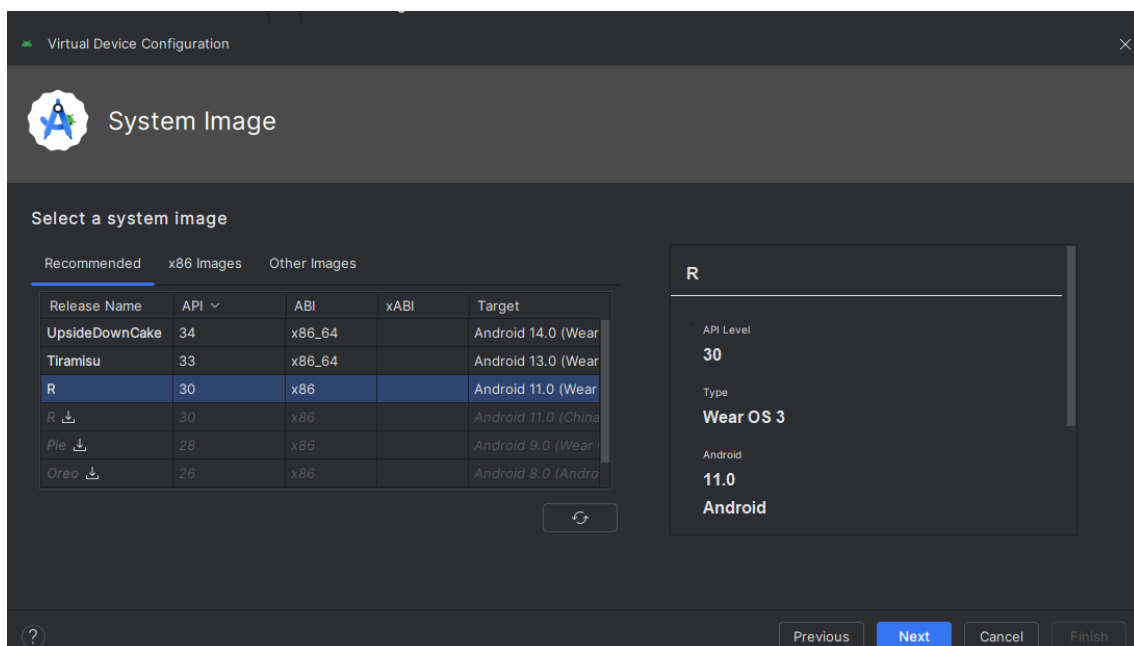 Virtual Device Configuration
System Image
Select a system image
Recommended x86 Images Other Images
Release Name API ABI xABI Target
UpsideDownCake 34 x86_64 Android 14.0 (Wear
Tiramisu 33 x86_64 Android 13.0 (Wear
R 30 x86 Android 11.0 (Wear
R 30 x86 Android 11.0 (China
Pie 28 x86 Android 9.0 (Wear
Oreo 26 x86 Android 8.0 (Andro
R
API Level
30
Type
Wear OS 3
Android
11.0
Android
? Previous Next Cancel Finish